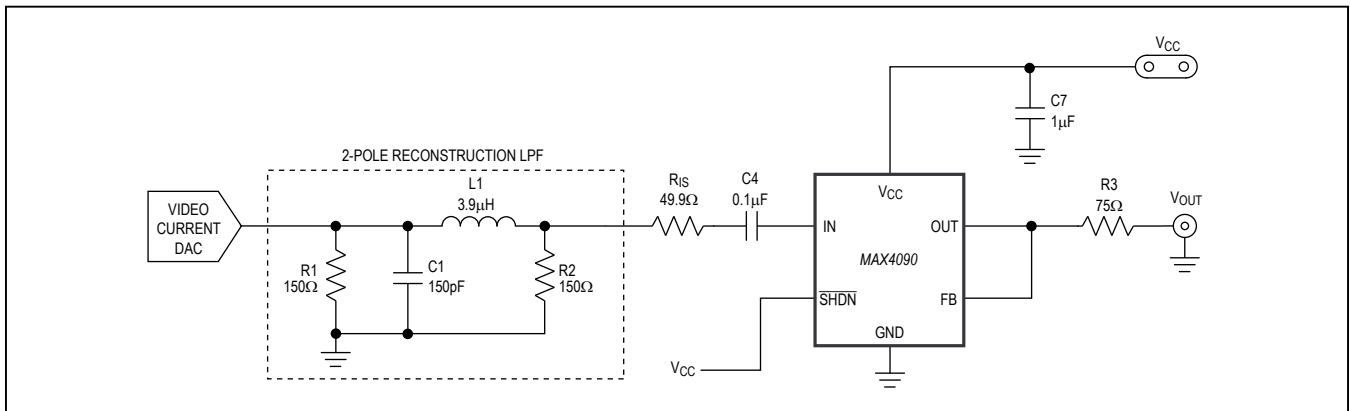 2-POLE RECONSTRUCTION LPF
VIDEO
CURRENT
DAC
R1
150Ω
C1
150pF
L1
3.9μH
R2
150Ω
RIS
49.9Ω
C4
0.1μF
VCC
C7
1μF
VCC
IN
OUT
MAX4090
SHDN
FB
GND
VCC
R3
75Ω
VOUT